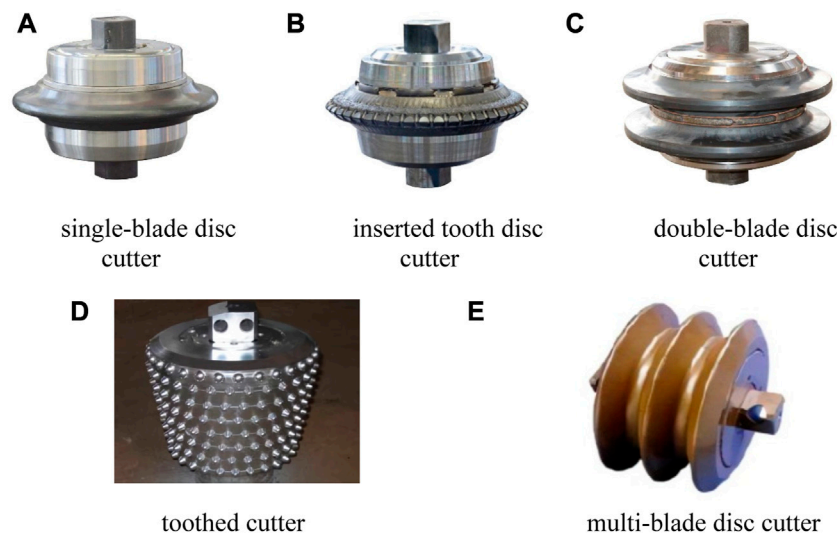 A
B
C
single-blade disc
cutter
inserted tooth disc
cutter
double-blade disc
cutter
D
E
toothed cutter
multi-blade disc cutter